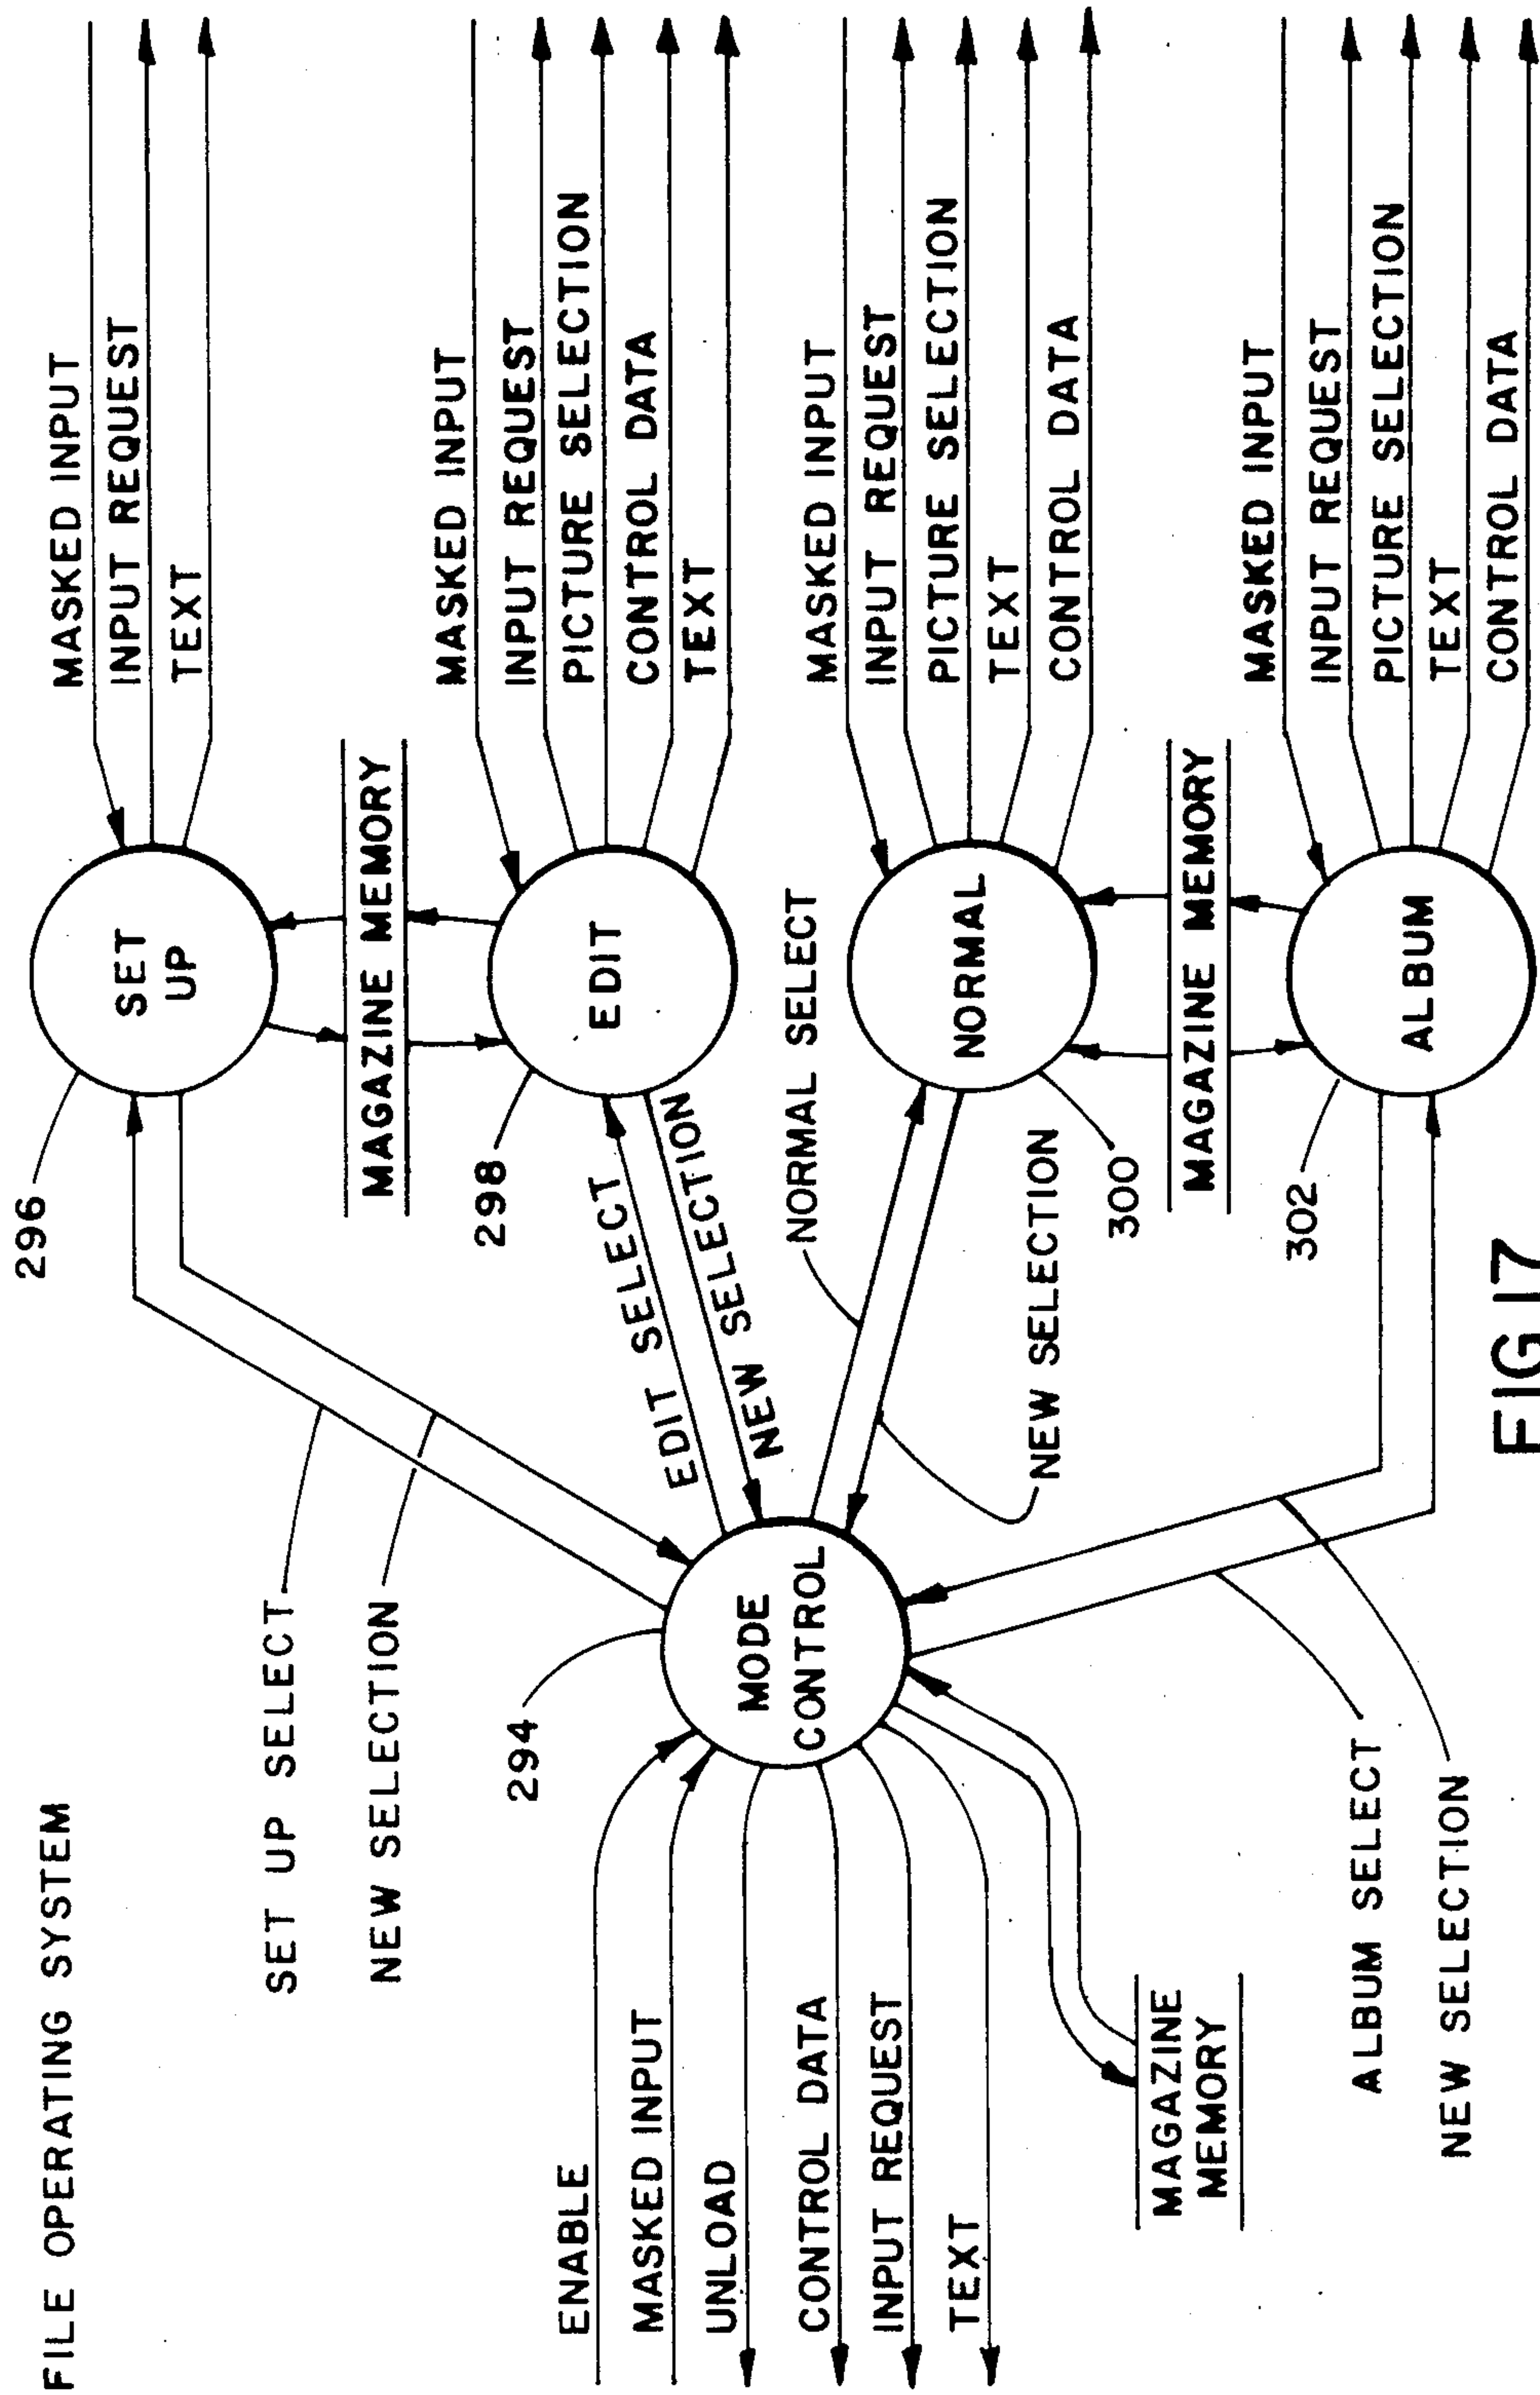 FILE OPERATING SYSTEM
SET UP SELECT
NEW SELECTION
294
MODE
CONTROL
ENABLE
MASKED INPUT
UNLOAD
CONTROL DATA
INPUT REQUEST
TEXT
MAGAZINE
MEMORY
ALBUM SELECT
NEW SELECTION
EDIT SELECT
NEW SELECTION
NORMAL SELECT
NEW SELECTION
296
SET
UP
MASKED INPUT
INPUT REQUEST
TEXT
MAGAZINE MEMORY
298
EDIT
MASKED INPUT
INPUT REQUEST
PICTURE SELECTION
CONTROL DATA
TEXT
300
NORMAL
MASKED INPUT
INPUT REQUEST
PICTURE SELECTION
TEXT
CONTROL DATA
MAGAZINE MEMORY
302
ALBUM
MASKED INPUT
INPUT REQUEST
PICTURE SELECTION
TEXT
CONTROL DATA
FIG 17